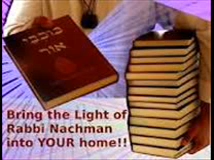 כוכבי
אור
Bring the Light of
Rabbi Nachman
into YOUR home!!